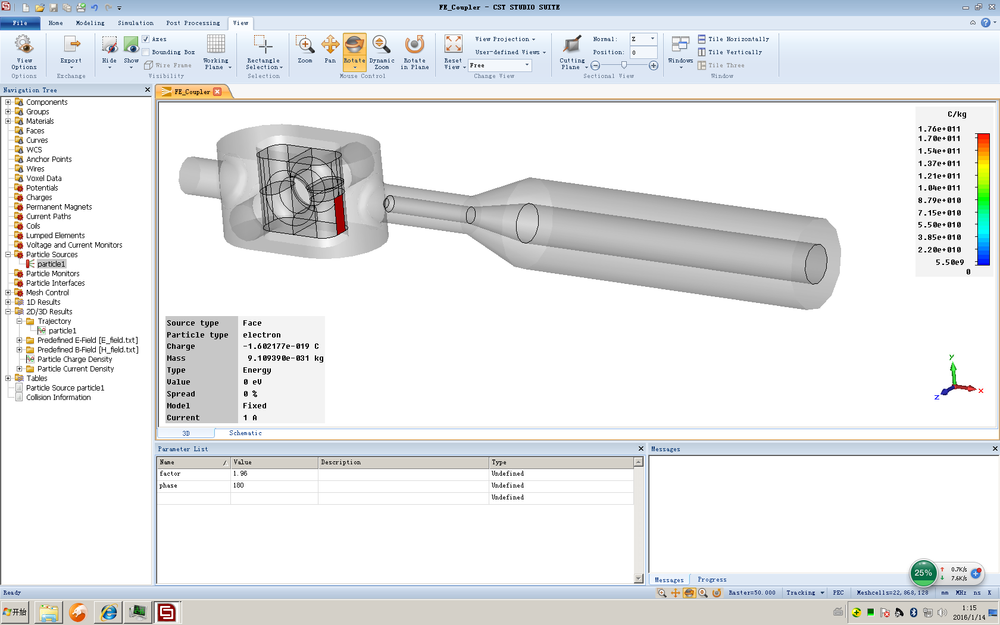 FE_Coupler - CST STUDIO SUITE
File Home Modeling Simulation Post Processing View
View Options
Export
Hide
Show
Axes
Bounding Box
Wire Frame
Working Plane
Rectangle Selection
Zoom
Pan
Rotate
Dynamic Zoom
Rotate in Plane
Reset View
View Projection
User-defined Views
Free
Cutting Plane
Normal: Z
Position: 0
Windows
Tile Horizontally
Tile Vertically
Tile Three
Options Exchange Visibility Selection Mouse Control Change View Sectional View Window
Navigation Tree
FE_Coupler
Components
Groups
Materials
Faces
Curves
WCS
Anchor Points
Wires
Voxel Data
Potentials
Charges
Permanent Magnets
Current Paths
Coils
Lumped Elements
Voltage and Current Monitors
Particle Sources
particle1
Particle Monitors
Particle Interfaces
Mesh Control
1D Results
2D/3D Results
Trajectory
particle1
Predefined E-Field [E_field.txt]
Predefined B-Field [H_field.txt]
Particle Charge Density
Particle Current Density
Tables
Particle Source particle1
Collision Information
C/kg
1.76e+011
1.70e+011
1.54e+011
1.37e+011
1.21e+011
1.04e+011
8.79e+010
7.15e+010
5.50e+010
3.85e+010
2.20e+010
5.50e9
0
Source type Face
Particle type electron
Charge -1.602177e-019 C
Mass 9.109390e-031 kg
Type Energy
Value 0 eV
Spread 0 %
Model Fixed
Current 1 A
y
x
z
3D Schematic
Parameter List
Name / Value Description Type
factor 1.96 Undefined
phase 180 Undefined
Undefined
Messages
Messages Progress
25%
0.7K/s
7.6K/s
Ready
Raster=50.000 Tracking PEC Meshcells=22,868,128 mm MHz ns K
开始
1:15
2016/1/14